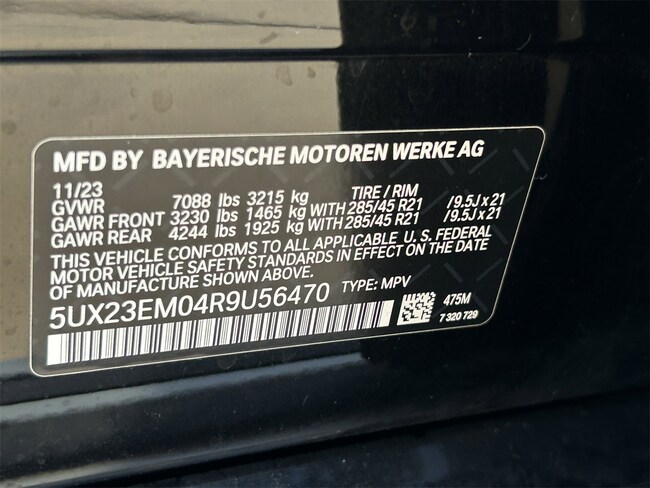 MFD BY BAYERISCHE MOTOREN WERKE AG
11/23 TIRE / RIM
GVWR 7088 lbs 3215 kg
GAWR FRONT 3230 lbs 1465 kg WITH 285/45 R21 /9.5J x 21
GAWR REAR 4244 lbs 1925 kg WITH 285/45 R21 /9.5J x 21
THIS VEHICLE CONFORMS TO ALL APPLICABLE U. S. FEDERAL
MOTOR VEHICLE SAFETY STANDARDS IN EFFECT ON THE DATE
OF MANUFACTURE SHOWN ABOVE.
5UX23EM04R9U56470 TYPE: MPV
475M
7 320 729